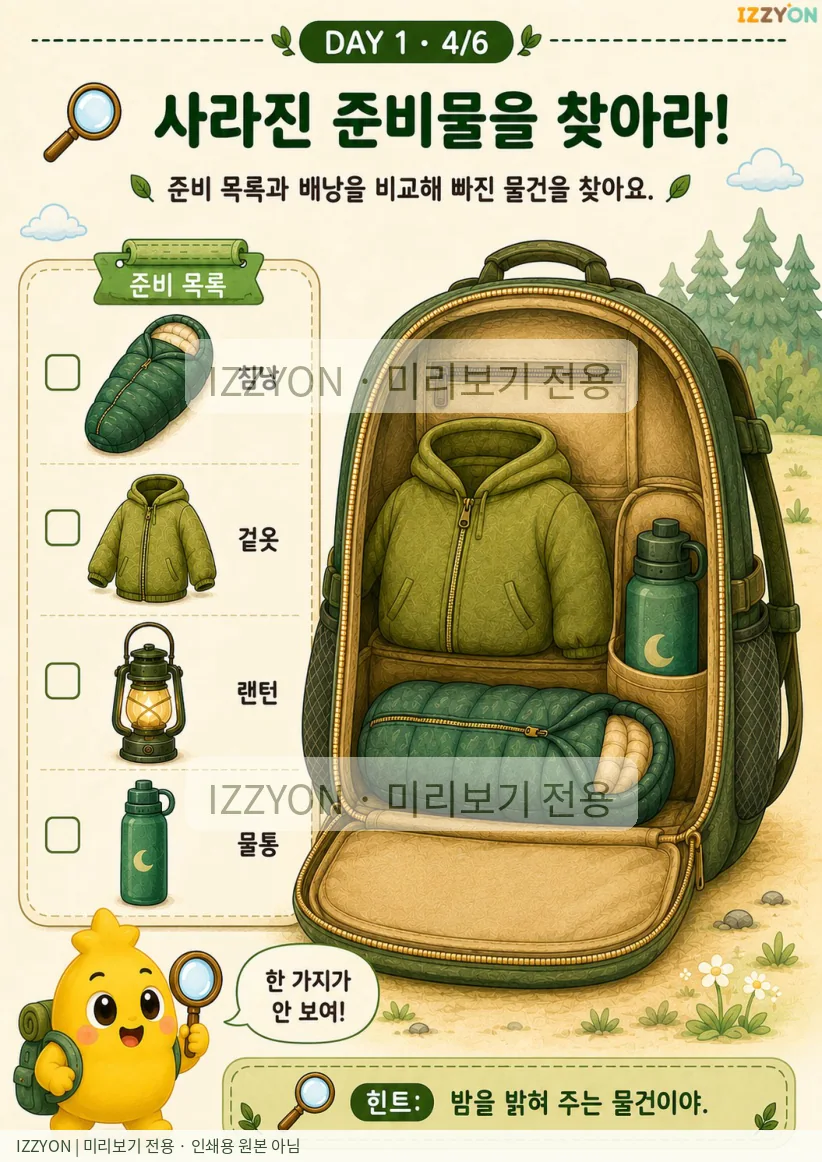 IZZYON
DAY 1 · 4/6
사라진 준비물을 찾아라!
준비 목록과 배낭을 비교해 빠진 물건을 찾아요.
준비 목록
침낭
IZZYON · 미리보기 전용
겉옷
랜턴
IZZYON · 미리보기 전용
물통
한 가지가
안 보여!
힌트: 밤을 밝혀 주는 물건이야.
IZZYON | 미리보기 전용 · 인쇄용 원본 아님